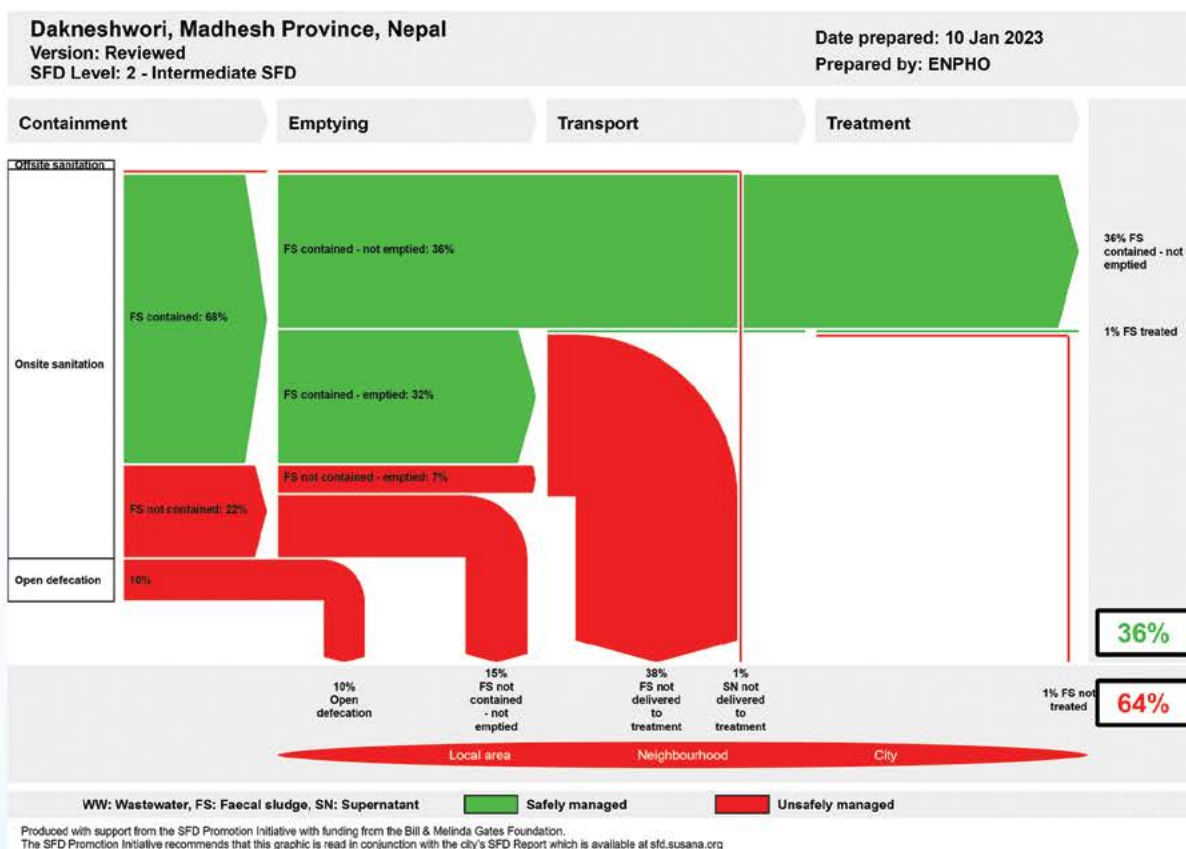 Dakneshwori, Madhesh Province, Nepal
Version: Reviewed
SFD Level: 2 - Intermediate SFD
Date prepared: 10 Jan 2023
Prepared by: ENPHO
Containment
Emptying
Transport
Treatment
Offsite sanitation
Onsite sanitation
Open defecation
FS contained: 68%
FS not contained: 22%
10%
FS contained - not emptied: 36%
FS contained - emptied: 32%
FS not contained - emptied: 7%
36% FS
contained - not
emptied
1% FS treated
36%
64%
10%
Open
defecation
15%
FS not
contained
- not
emptied
38%
FS not
delivered
to
treatment
1%
SN not
delivered
to
treatment
1% FS not
treated
Local area
Neighbourhood
City
WW: Wastewater, FS: Faecal sludge, SN: Supernatant
Safely managed
Unsafely managed
Produced with support from the SFD Promotion Initiative with funding from the Bill & Melinda Gates Foundation.
The SFD Promotion Initiative recommends that this graphic is read in conjunction with the city's SFD Report which is available at sfd.susana.org